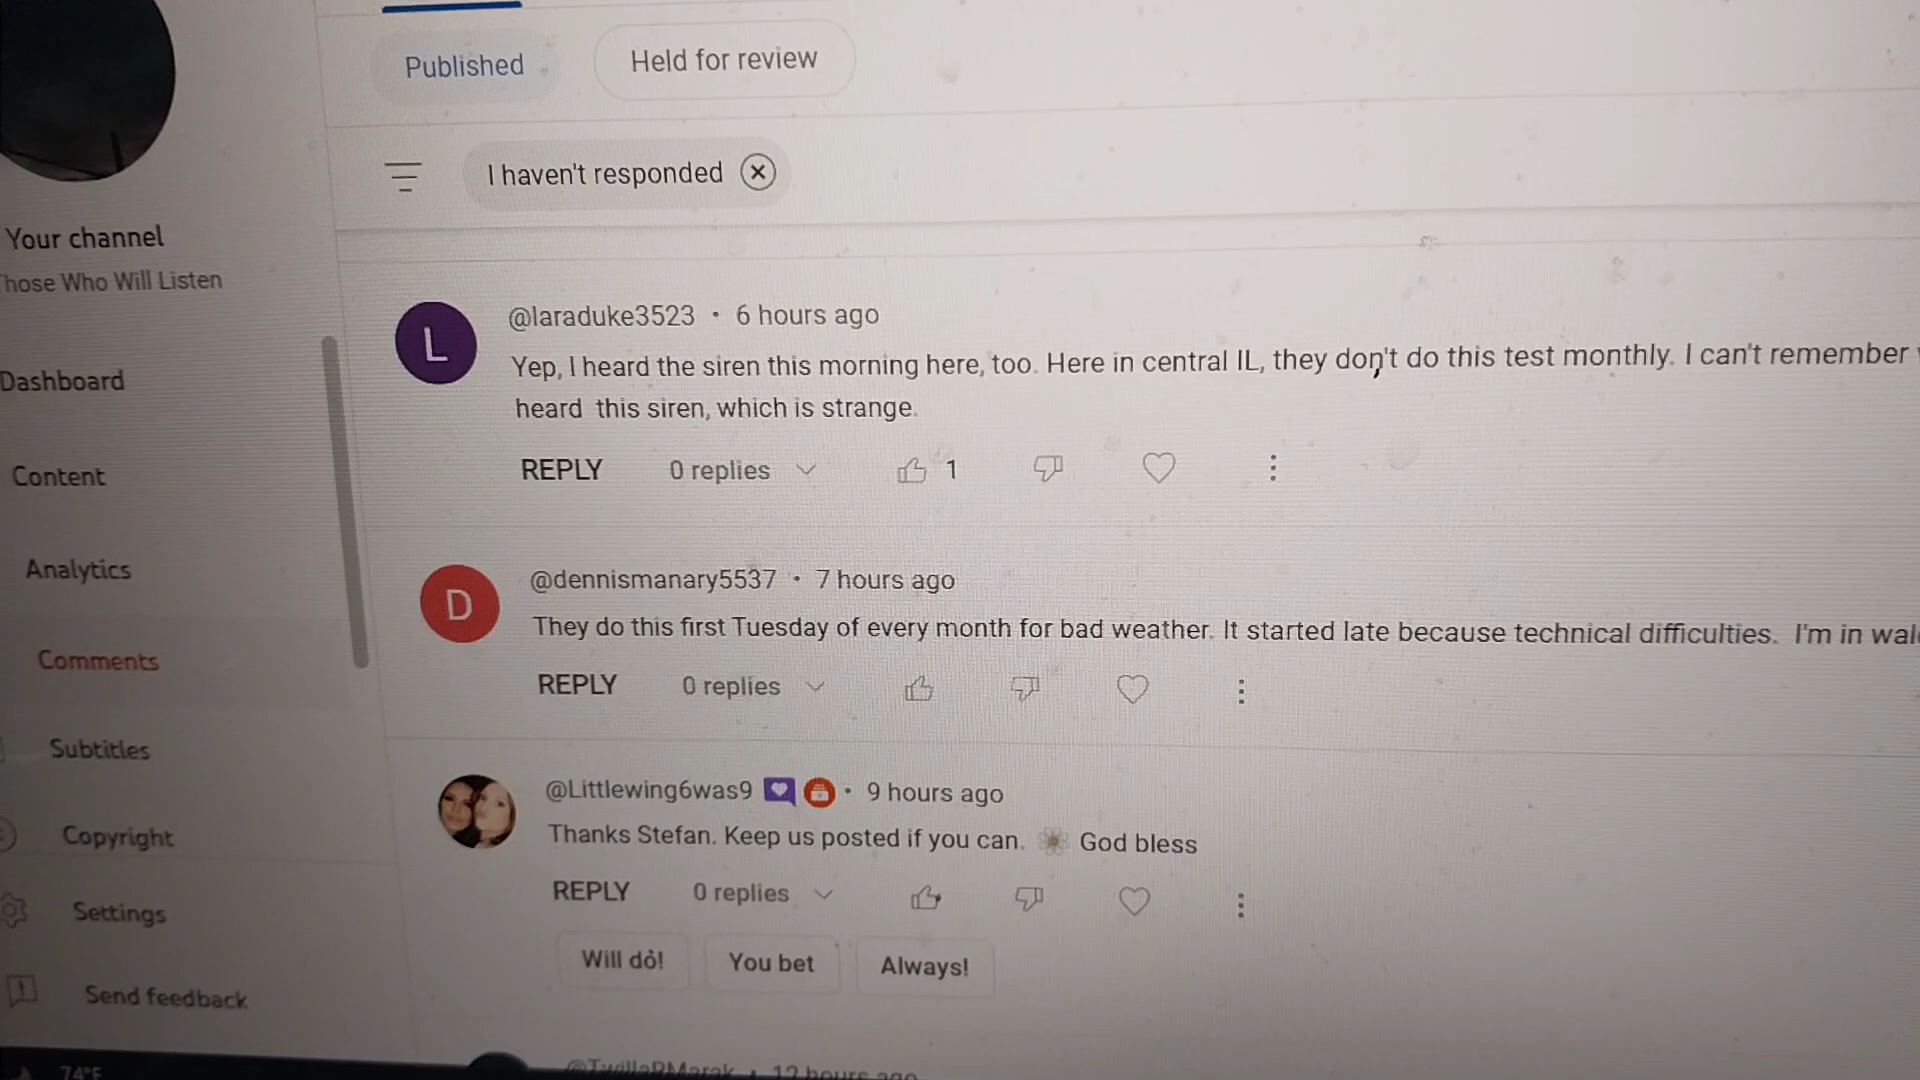 Published
Held for review
I haven't responded
Your channel
hose Who Will Listen
Dashboard
Content
Analytics
Comments
Subtitles
Copyright
Settings
Send feedback
74°F
L
@laraduke3523 • 6 hours ago
Yep, I heard the siren this morning here, too. Here in central IL, they don't do this test monthly. I can't remember
heard this siren, which is strange.
REPLY 0 replies 1
D
@dennismanary5537 • 7 hours ago
They do this first Tuesday of every month for bad weather. It started late because technical difficulties. I'm in
REPLY 0 replies
@Littlewing6was9 • 9 hours ago
Thanks Stefan. Keep us posted if you can. God bless
REPLY 0 replies
Will do! You bet Always!
12 hours ago